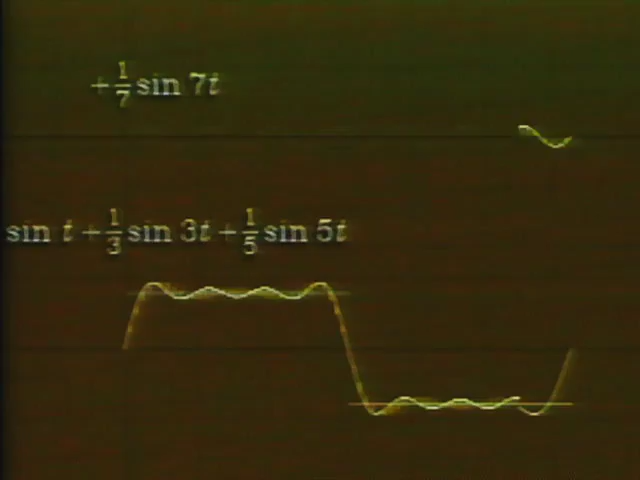 +1/7 sin 7t
sin t + 1/3 sin 3t + 1/5 sin 5t